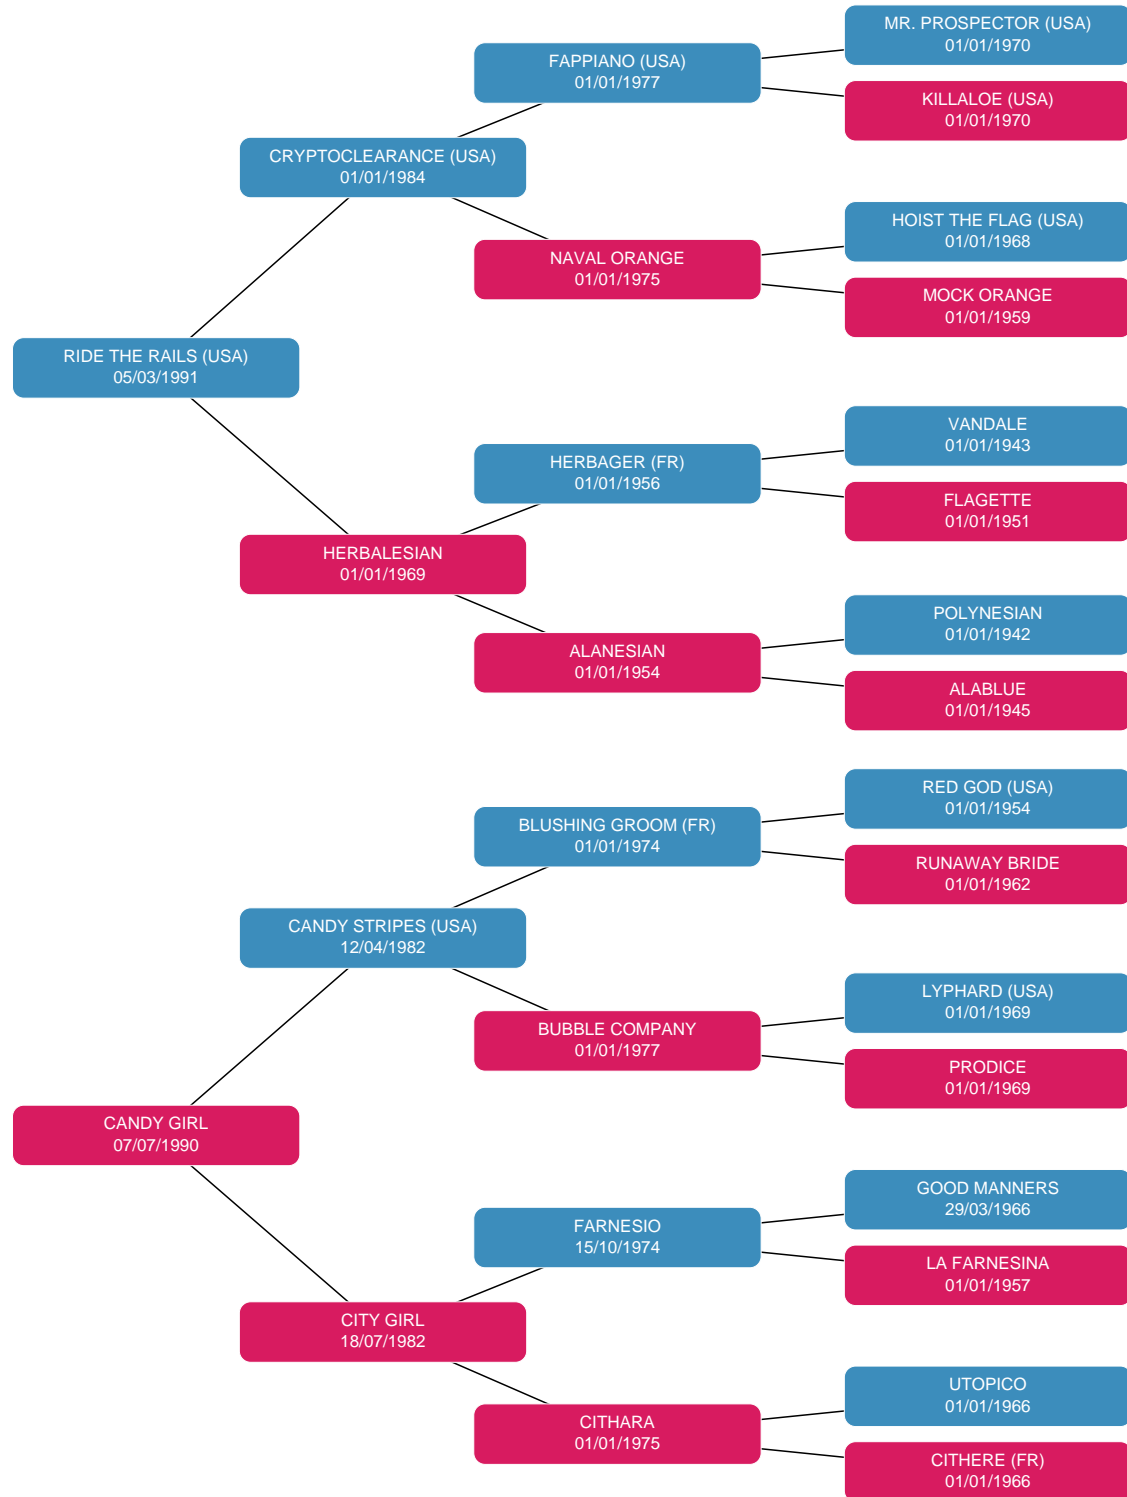 MR. PROSPECTOR (USA)
01/01/1970
FAPPIANO (USA)
01/01/1977
KILLALOE (USA)
01/01/1970
CRYPTOCLEARANCE (USA)
01/01/1984
HOIST THE FLAG (USA)
01/01/1968
NAVAL ORANGE
01/01/1975
MOCK ORANGE
01/01/1959
RIDE THE RAILS (USA)
05/03/1991
VANDALE
01/01/1943
HERBAGER (FR)
01/01/1956
FLAGETTE
01/01/1951
HERBALESIAN
01/01/1969
POLYNESIAN
01/01/1942
ALANESIAN
01/01/1954
ALABLUE
01/01/1945
RED GOD (USA)
01/01/1954
BLUSHING GROOM (FR)
01/01/1974
RUNAWAY BRIDE
01/01/1962
CANDY STRIPES (USA)
12/04/1982
LYPHARD (USA)
01/01/1969
BUBBLE COMPANY
01/01/1977
PRODICE
01/01/1969
CANDY GIRL
07/07/1990
GOOD MANNERS
29/03/1966
FARNESIO
15/10/1974
LA FARNESINA
01/01/1957
CITY GIRL
18/07/1982
UTOPICO
01/01/1966
CITHARA
01/01/1975
CITHERE (FR)
01/01/1966